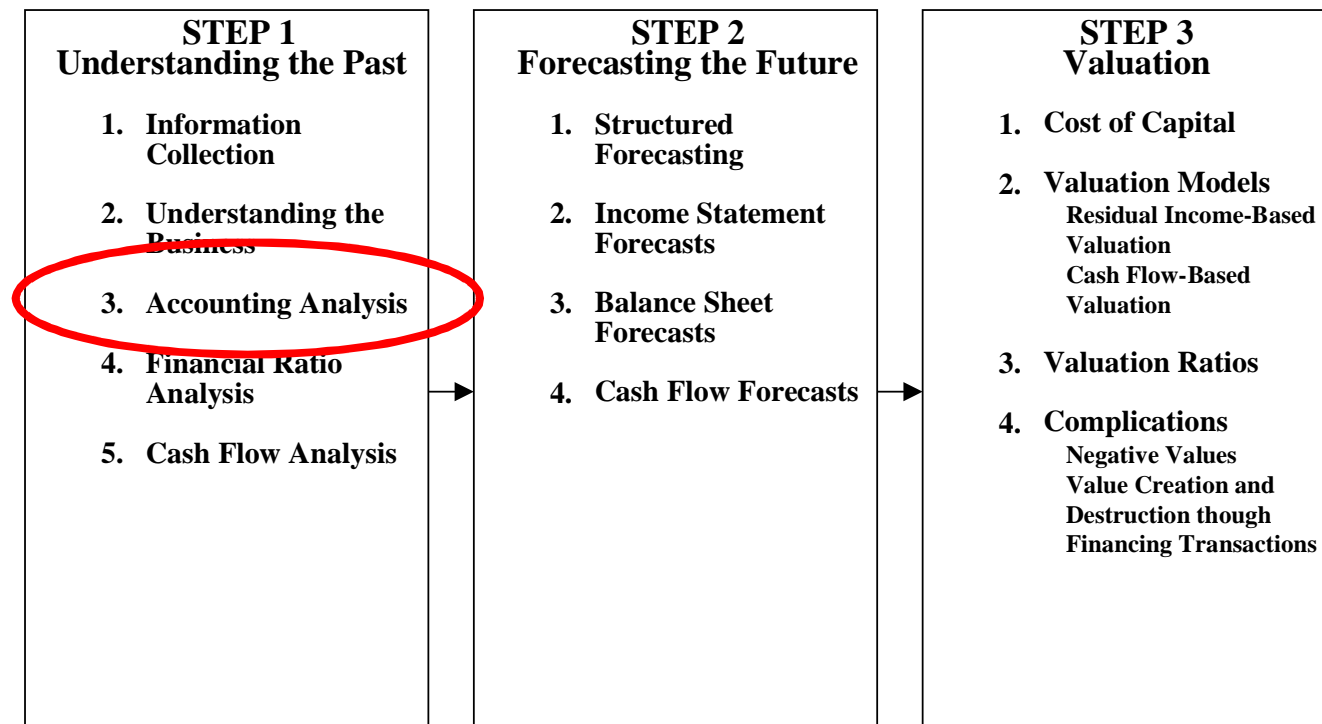 STEP 1
Understanding the Past
1. Information
Collection
2. Understanding the
Business
3. Accounting Analysis
4. Financial Ratio
Analysis
5. Cash Flow Analysis
STEP 2
Forecasting the Future
1. Structured
Forecasting
2. Income Statement
Forecasts
3. Balance Sheet
Forecasts
4. Cash Flow Forecasts
STEP 3
Valuation
1. Cost of Capital
2. Valuation Models
Residual Income-Based
Valuation
Cash Flow-Based
Valuation
3. Valuation Ratios
4. Complications
Negative Values
Value Creation and
Destruction though
Financing Transactions